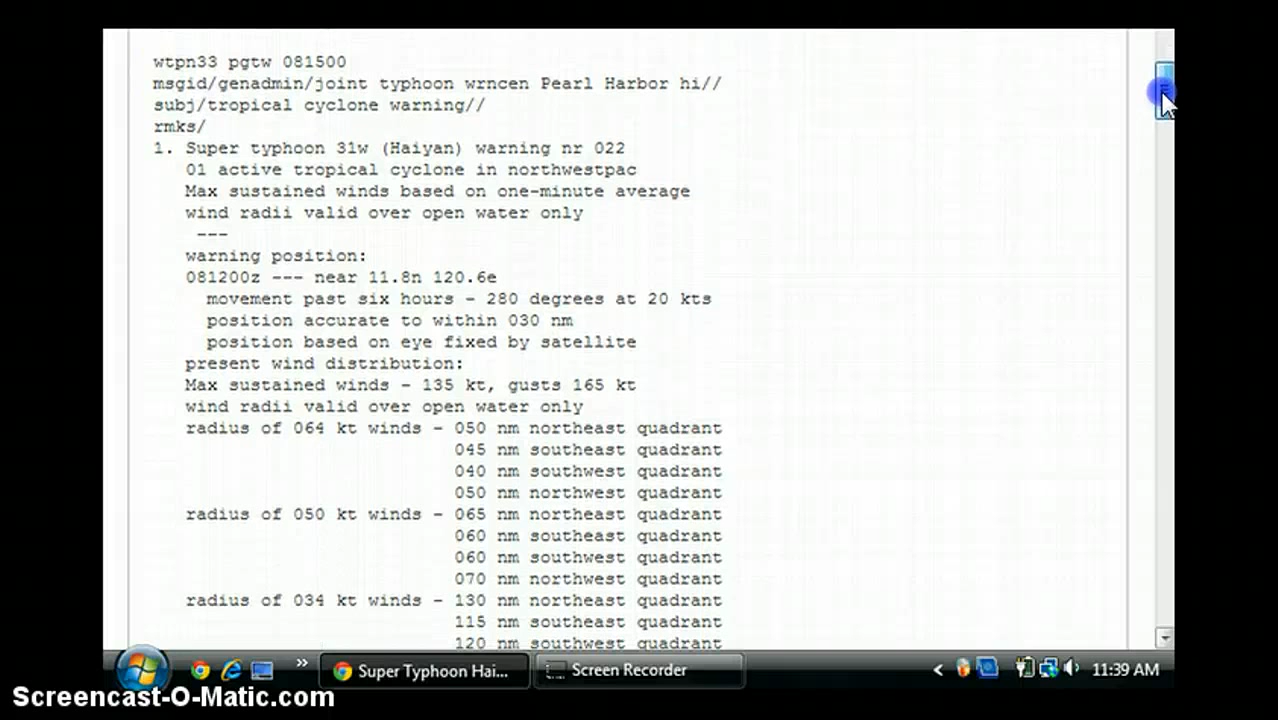 wtpn33 pgtw 081500
msgid/genadmin/joint typhoon wrncen Pearl Harbor hi//
subj/tropical cyclone warning//
rmks/
1. Super typhoon 31w (Haiyan) warning nr 022
01 active tropical cyclone in northwestpac
Max sustained winds based on one-minute average
wind radii valid over open water only
---
warning position:
081200z --- near 11.8n 120.6e
movement past six hours - 280 degrees at 20 kts
position accurate to within 030 nm
position based on eye fixed by satellite
present wind distribution:
Max sustained winds - 135 kt, gusts 165 kt
wind radii valid over open water only
radius of 064 kt winds - 050 nm northeast quadrant
045 nm southeast quadrant
040 nm southwest quadrant
050 nm northwest quadrant
radius of 050 kt winds - 065 nm northeast quadrant
060 nm southeast quadrant
060 nm southwest quadrant
070 nm northwest quadrant
radius of 034 kt winds - 130 nm northeast quadrant
115 nm southeast quadrant
120 nm southwest quadrant
» Super Typhoon Hai... Screen Recorder < 11:39 AM
Screencast-O-Matic.com